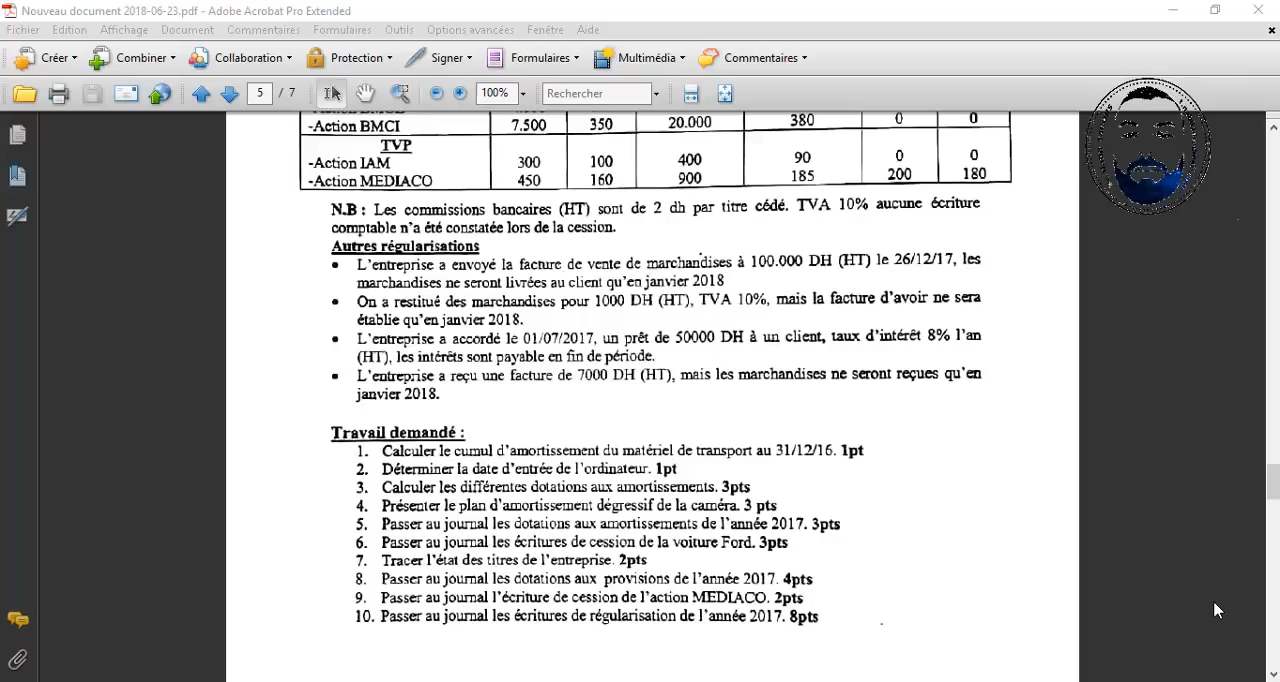 Nouveau document 2018-06-23.pdf - Adobe Acrobat Pro Extended
Fichier Edition Affichage Document Commentaires Formulaires Outils Options avancées Fenêtre Aide
Créer Combiner Collaboration Protection Signer Formulaires Multimédia Commentaires
5 / 7 100% Rechercher
-Action BMCI 7.500 350 20.000 380 0 0
TVP
-Action IAM 300 100 400 90 0 0
-Action MEDIACO 450 160 900 185 200 180
N.B : Les commissions bancaires (HT) sont de 2 dh par titre cédé. TVA 10% aucune écriture
comptable n'a été constatée lors de la cession.
Autres régularisations
• L'entreprise a envoyé la facture de vente de marchandises à 100.000 DH (HT) le 26/12/17, les
marchandises ne seront livrées au client qu'en janvier 2018
• On a restitué des marchandises pour 1000 DH (HT), TVA 10%, mais la facture d'avoir ne sera
établie qu'en janvier 2018.
• L'entreprise a accordé le 01/07/2017, un prêt de 50000 DH à un client, taux d'intérêt 8% l'an
(HT), les intérêts sont payable en fin de période.
• L'entreprise a reçu une facture de 7000 DH (HT), mais les marchandises ne seront reçues qu'en
janvier 2018.
Travail demandé :
1. Calculer le cumul d'amortissement du matériel de transport au 31/12/16. 1pt
2. Déterminer la date d'entrée de l'ordinateur. 1pt
3. Calculer les différentes dotations aux amortissements. 3pts
4. Présenter le plan d'amortissement dégressif de la caméra. 3 pts
5. Passer au journal les dotations aux amortissements de l'année 2017. 3pts
6. Passer au journal les écritures de cession de la voiture Ford. 3pts
7. Tracer l'état des titres de l'entreprise. 2pts
8. Passer au journal les dotations aux provisions de l'année 2017. 4pts
9. Passer au journal l'écriture de cession de l'action MEDIACO. 2pts
10. Passer au journal les écritures de régularisation de l'année 2017. 8pts